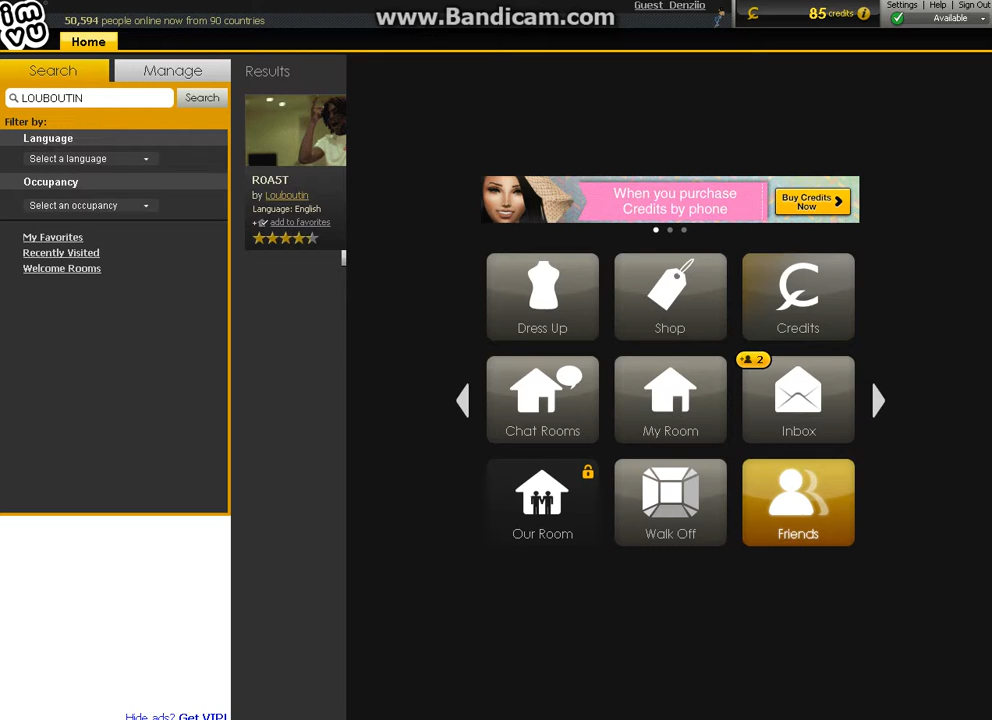 www.Bandicam.com
Guest_Denziio
85 credits
Settings | Help | Sign Out
Available
imvu
50,594 people online now from 90 countries
Home
Search
Manage
LOUBOUTIN
Search
Filter by:
Language
Select a language
Occupancy
Select an occupancy
My Favorites
Recently Visited
Welcome Rooms
Results
ROA5T
by Louboutin
Language: English
add to favorites
When you purchase
Credits by phone
Buy Credits
Now
Dress Up
Shop
Credits
2
Chat Rooms
My Room
Inbox
Our Room
Walk Off
Friends
Hide ads? Get VIP!